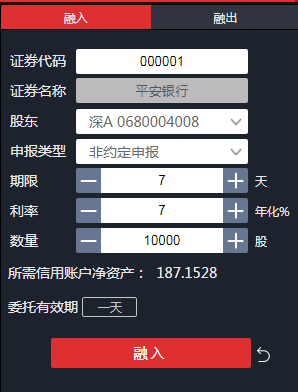 融入 融出
证券代码 000001
证券名称 平安银行
股东 深A 0680004008
申报类型 非约定申报
期限 — 7 + 天
利率 — 7 + 年化%
数量 — 10000 + 股
所需信用账户净资产： 187.1528
委托有效期 一天
融入